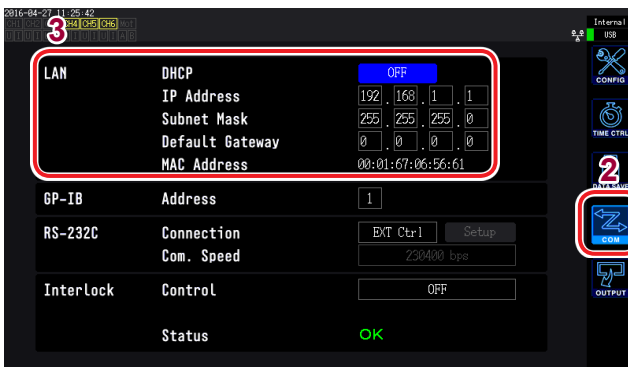 2016-04-27 11:25:42
CH4 CH5 CH6 Mot
U I U I U I U I U I A B
3
Internal
USB
LAN DHCP OFF
IP Address 192 . 168 . 1 . 1
Subnet Mask 255 . 255 . 255 . 0
Default Gateway 0 . 0 . 0 . 0
MAC Address 00:01:67:06:56:61
GP-IB Address 1
RS-232C Connection EXT Ctrl Setup
Com. Speed 230400 bps
Interlock Control OFF
Status OK
CONFIG
TIME CTRL
2
DATA SAVE
COM
OUTPUT